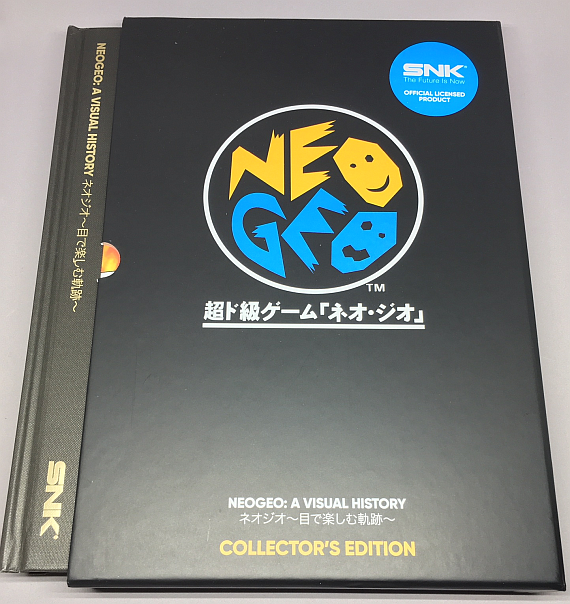 NEOGEO: A VISUAL HISTORY ネオジオ～目で楽しむ軌跡～
SNK
SNK®
The Future Is Now
OFFICIAL LICENSED
PRODUCT
NEO
GEO
TM
超ド級ゲーム「ネオ・ジオ」
NEOGEO: A VISUAL HISTORY
ネオジオ～目で楽しむ軌跡～
COLLECTOR'S EDITION